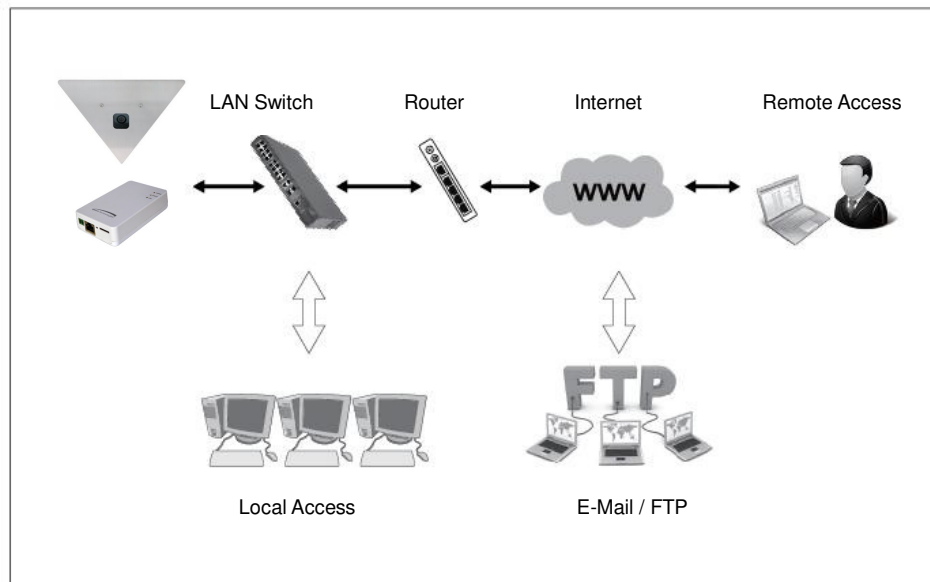 LAN Switch
Router
Internet
Remote Access
WWW
FTP
Local Access
E-Mail / FTP